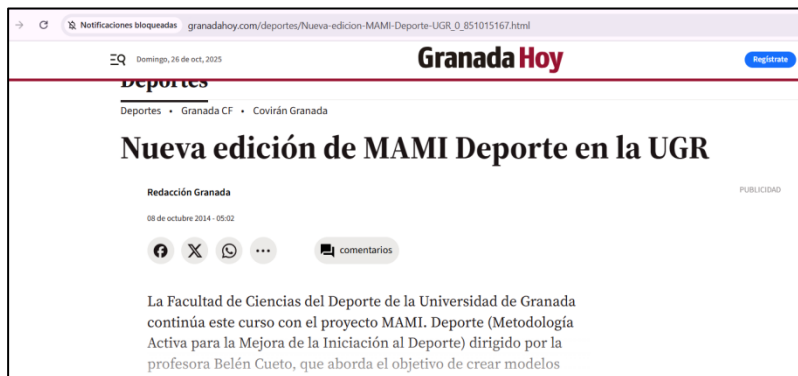 Notificaciones bloqueadas granadahoy.com/deportes/Nueva-edicion-MAMI-Deporte-UGR_0_851015167.html
Domingo, 26 de oct, 2025 Granada Hoy Regístrate
Deportes
Deportes • Granada CF • Covirán Granada
Nueva edición de MAMI Deporte en la UGR
Redacción Granada
PUBLICIDAD
08 de octubre 2014 - 05:02
comentarios
La Facultad de Ciencias del Deporte de la Universidad de Granada
continúa este curso con el proyecto MAMI. Deporte (Metodología
Activa para la Mejora de la Iniciación al Deporte) dirigido por la
profesora Belén Cueto, que aborda el objetivo de crear modelos